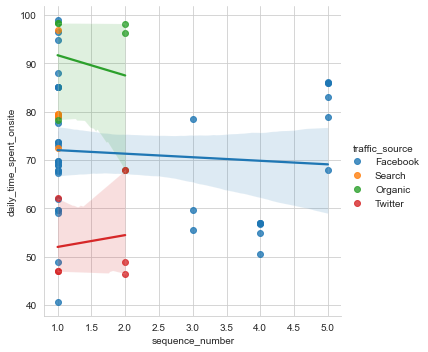 100
90
80
70
60
50
40
daily_time_spent_onsite
1.0 1.5 2.0 2.5 3.0 3.5 4.0 4.5 5.0
sequence_number
traffic_source
Facebook
Search
Organic
Twitter